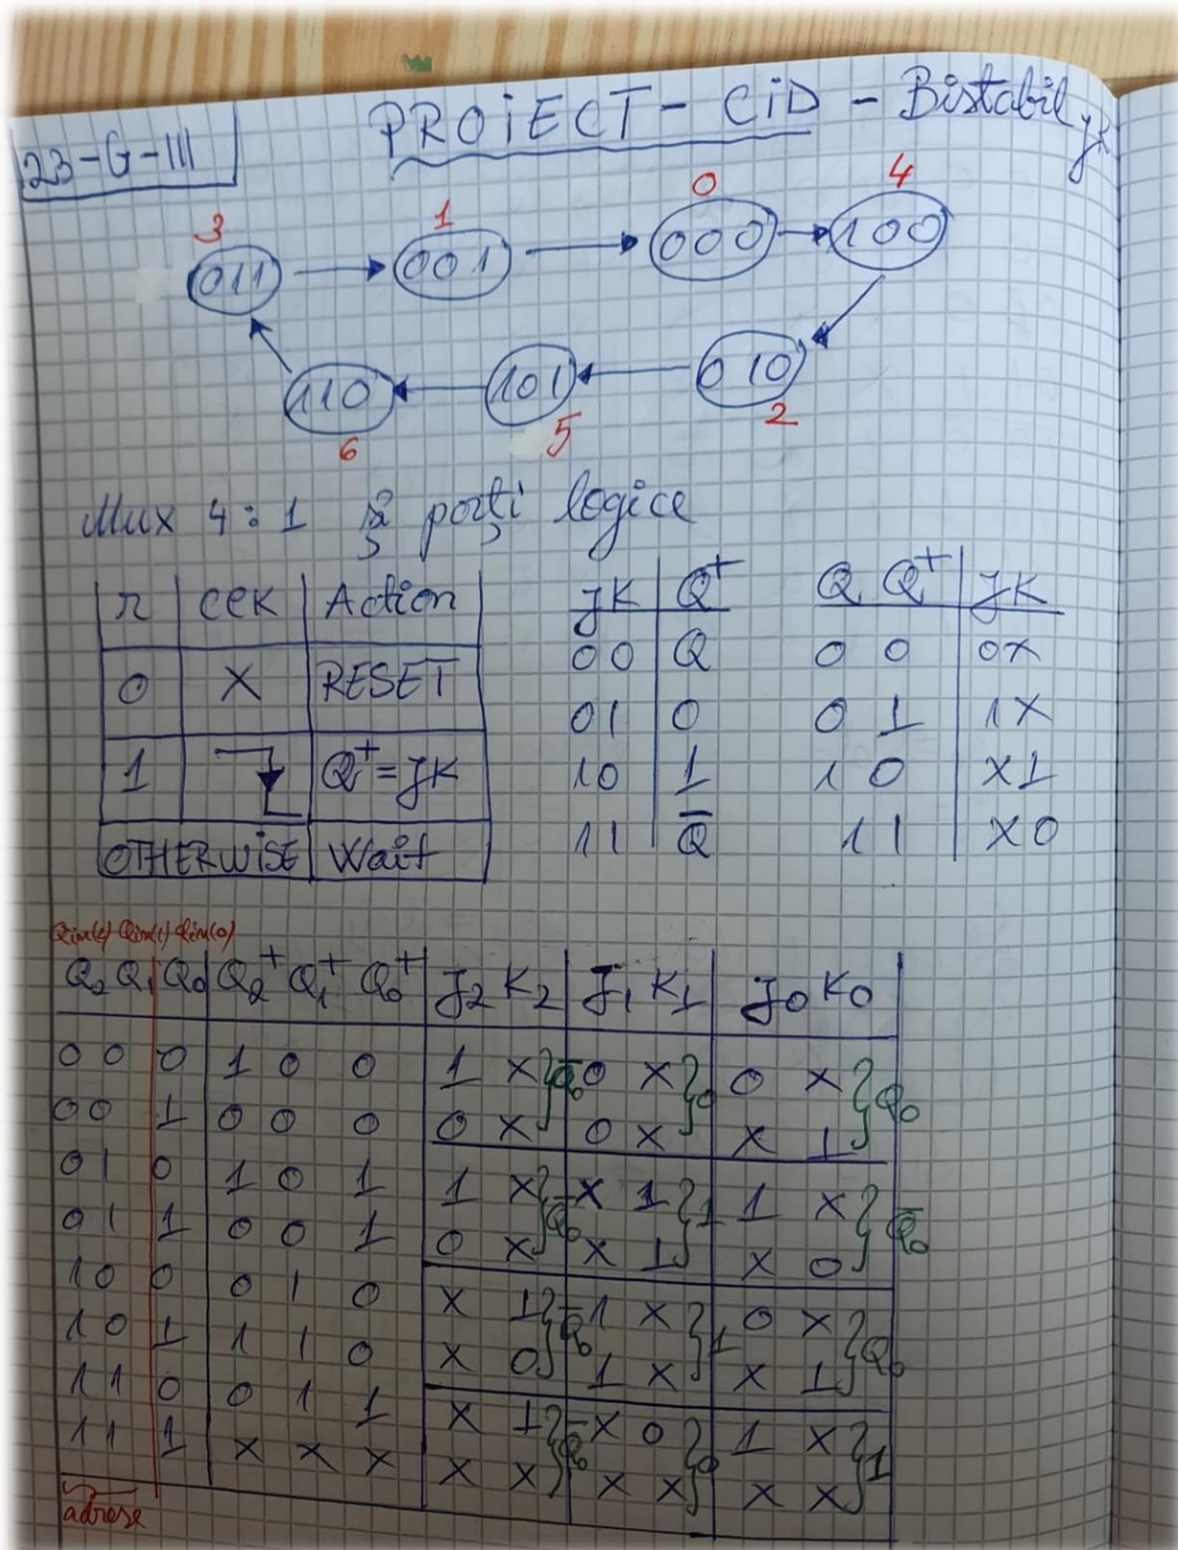 PROiECT - CiD - Bistabil jk
23-G-III
3 1 0 4
011 001 000 100
110 101 010
6 5 2
Mux 4:1 și porți logice
r | CLK | Action
0 | X | RESET
1 | | Q⁺=JK
OTHERWISE | Wait
JK | Q⁺
00 | Q
01 | 0
10 | 1
11 | Q̅
Q Q⁺ | JK
0 0 | 0X
0 1 | 1X
1 0 | X1
1 1 | X0
Qin(2) Qin(1) Qin(0)
Q₂ Q₁ Q₀ | Q₂⁺ Q₁⁺ Q₀⁺ | J₂ K₂ | J₁ K₁ | J₀ K₀
0 0 0 | 1 0 0 | 1 X } Q̅₀ | 0 X } 0 | 0 X } Q₀
0 0 1 | 0 0 0 | 0 X | 0 X | X 1
0 1 0 | 1 0 1 | 1 X } Q̅₀ | X 1 } 1 | 1 X } Q̅₀
0 1 1 | 0 0 1 | 0 X | X 1 | X 0
1 0 0 | 0 1 0 | X 1 } Q̅₀ | 1 X } 1 | 0 X } Q₀
1 0 1 | 1 1 0 | X 0 | 1 X | X 1
1 1 0 | 0 1 1 | X 1 } Q̅₀ | X 0 } 0 | 1 X } 1
1 1 1 | X X X | X X | X X | X X
adrese